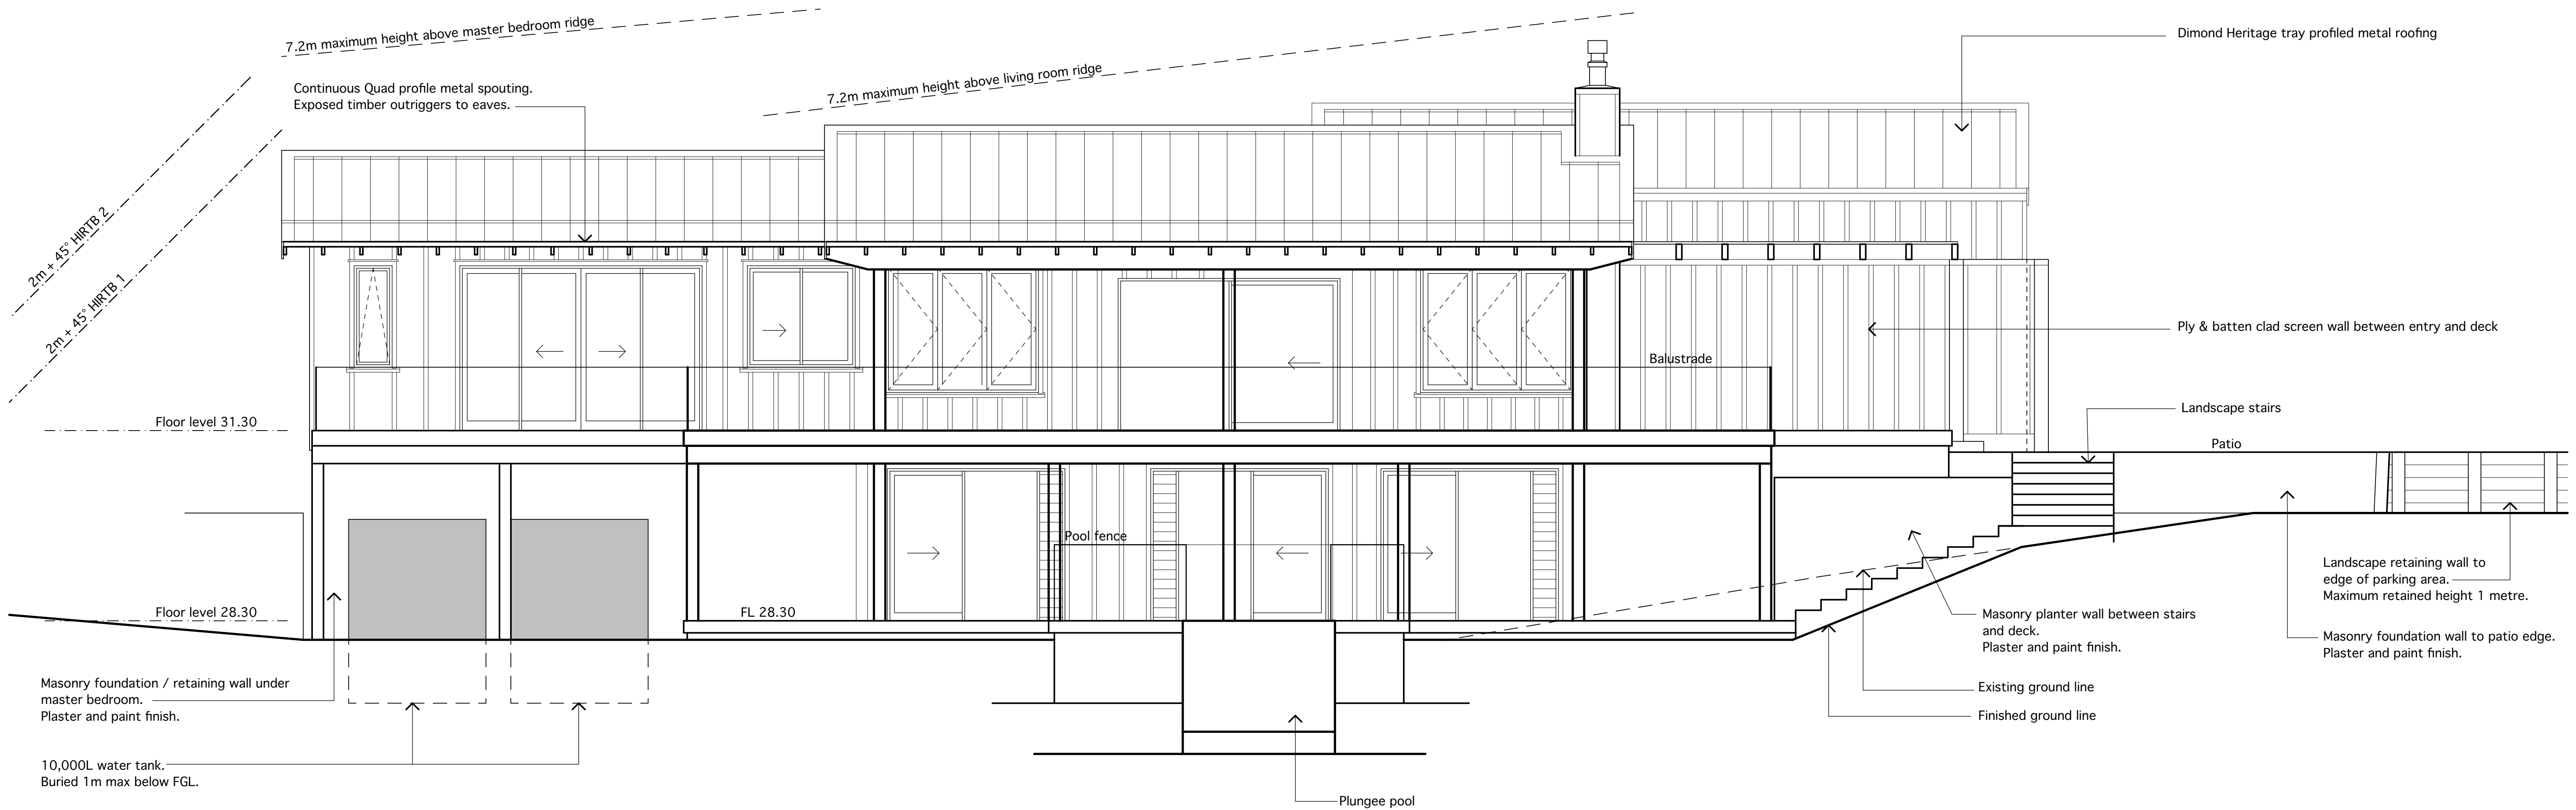 7.2m maximum height above master bedroom ridge
7.2m maximum height above living room ridge
Dimond Heritage tray profiled metal roofing
Continuous Quad profile metal spouting.
Exposed timber outriggers to eaves.
2m + 45° HIRTB 2
2m + 45° HIRTB 1
Ply & batten clad screen wall between entry and deck
Balustrade
Landscape stairs
Floor level 31.30
Patio
Pool fence
Landscape retaining wall to
edge of parking area.
Maximum retained height 1 metre.
Floor level 28.30
FL 28.30
Masonry planter wall between stairs
and deck.
Plaster and paint finish.
Masonry foundation wall to patio edge.
Plaster and paint finish.
Masonry foundation / retaining wall under
master bedroom.
Plaster and paint finish.
Existing ground line
Finished ground line
10,000L water tank.
Buried 1m max below FGL.
Plungee pool